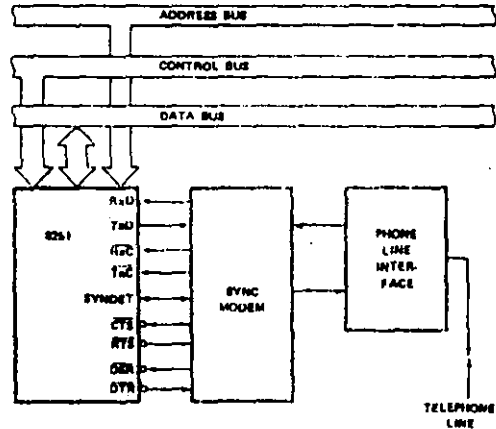 ADDRESS BUS
CONTROL BUS
DATA BUS
8251
RxD
TxD
RxC
TxC
SYNDET
CTS
RTS
DSR
DTR
SYNC
MODEM
PHONE
LINE
INTER-
FACE
TELEPHONE
LINE